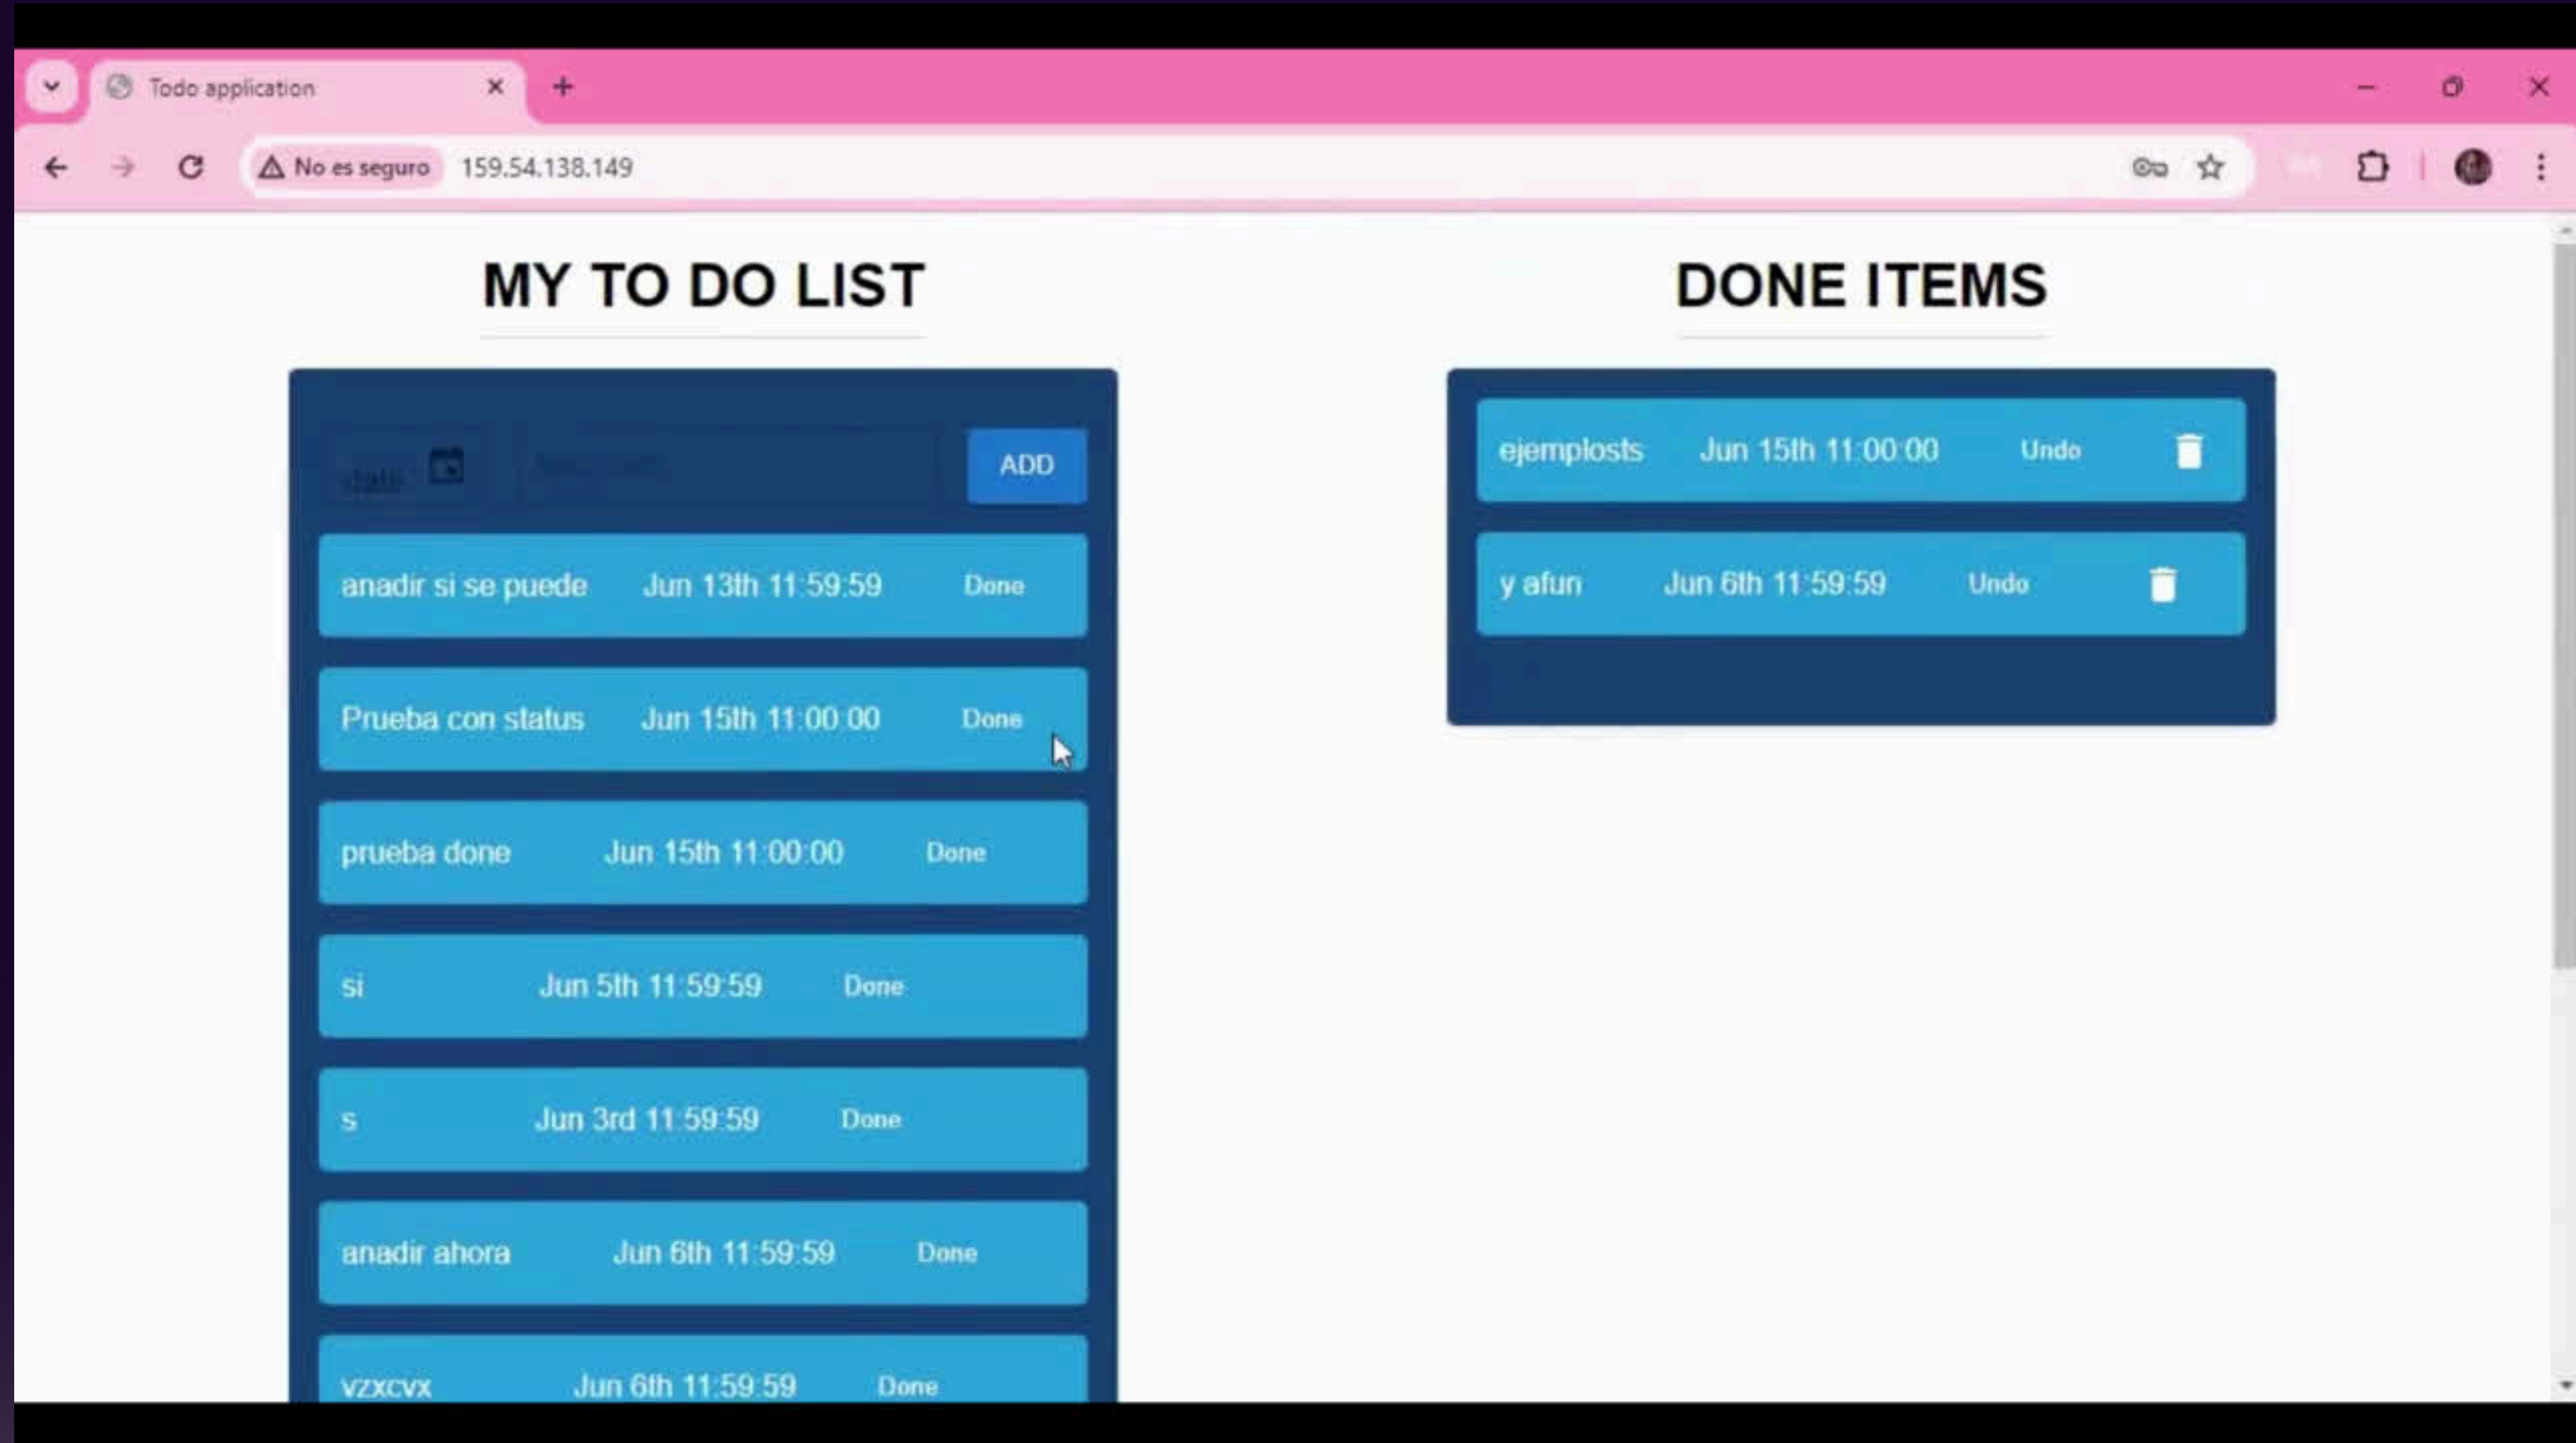 Todo application
No es seguro 159.54.138.149
MY TO DO LIST
ADD
anadir si se puede Jun 13th 11:59:59 Done
Prueba con status Jun 15th 11:00:00 Done
prueba done Jun 15th 11:00:00 Done
si Jun 5th 11:59:59 Done
s Jun 3rd 11:59:59 Done
anadir ahora Jun 6th 11:59:59 Done
vzxcvx Jun 6th 11:59:59 Done
DONE ITEMS
ejemplosts Jun 15th 11:00:00 Undo
y afun Jun 6th 11:59:59 Undo